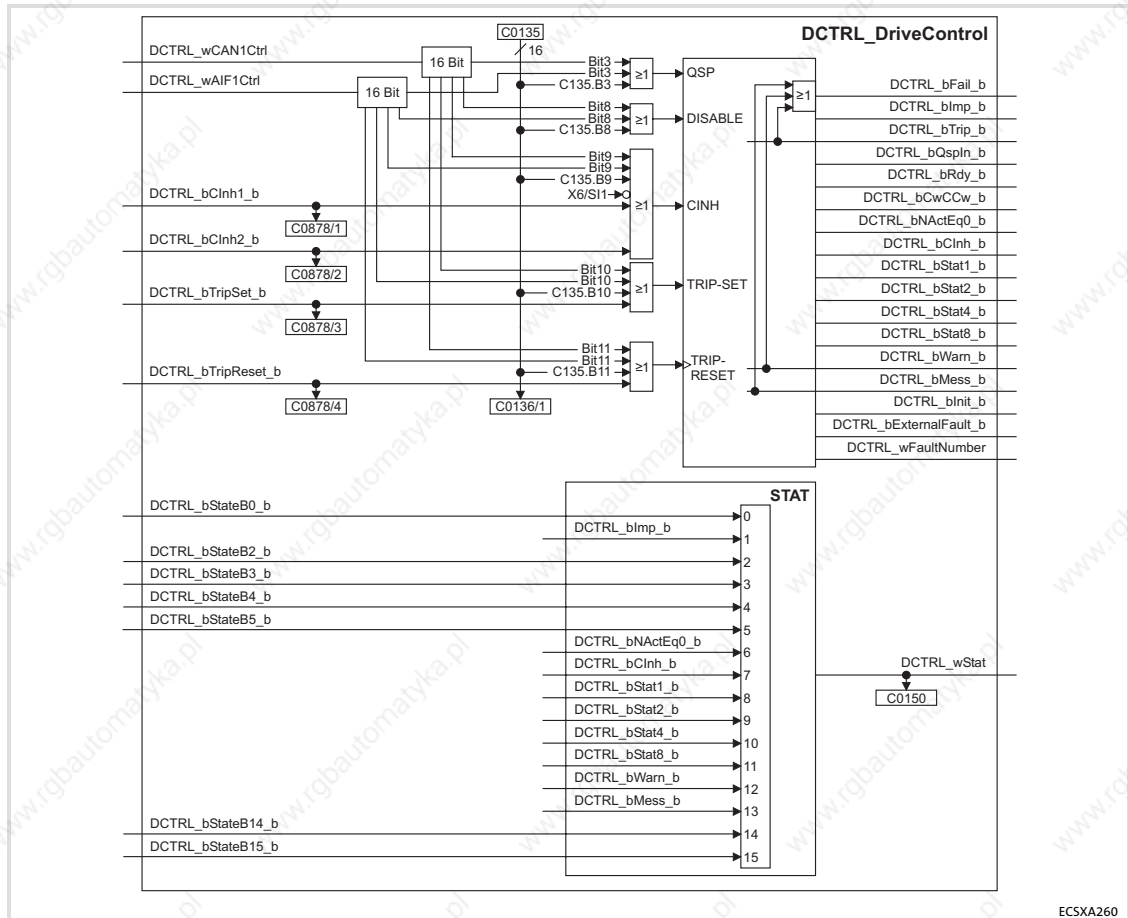 DCTRL_DriveControl
C0135
16
DCTRL_wCAN1Ctrl
16 Bit
DCTRL_wAIF1Ctrl
16 Bit
Bit3
Bit3
C135.B3
≥1
QSP
Bit8
Bit8
C135.B8
≥1
DISABLE
Bit9
Bit9
C135.B9
X6/SI1
≥1
CINH
DCTRL_bCInh1_b
C0878/1
DCTRL_bCInh2_b
C0878/2
Bit10
Bit10
C135.B10
≥1
TRIP-SET
DCTRL_bTripSet_b
C0878/3
Bit11
Bit11
C135.B11
≥1
TRIP-
RESET
DCTRL_bTripReset_b
C0878/4
C0136/1
≥1
DCTRL_bFail_b
DCTRL_bImp_b
DCTRL_bTrip_b
DCTRL_bQspIn_b
DCTRL_bRdy_b
DCTRL_bCwCCw_b
DCTRL_bNActEq0_b
DCTRL_bCInh_b
DCTRL_bStat1_b
DCTRL_bStat2_b
DCTRL_bStat4_b
DCTRL_bStat8_b
DCTRL_bWarn_b
DCTRL_bMess_b
DCTRL_bInit_b
DCTRL_bExternalFault_b
DCTRL_wFaultNumber
STAT
DCTRL_bStateB0_b
0
DCTRL_bImp_b
1
DCTRL_bStateB2_b
2
DCTRL_bStateB3_b
3
DCTRL_bStateB4_b
4
DCTRL_bStateB5_b
5
DCTRL_bNActEq0_b
6
DCTRL_bCInh_b
7
DCTRL_bStat1_b
8
DCTRL_bStat2_b
9
DCTRL_bStat4_b
10
DCTRL_bStat8_b
11
DCTRL_bWarn_b
12
DCTRL_bMess_b
13
DCTRL_bStateB14_b
14
DCTRL_bStateB15_b
15
DCTRL_wStat
C0150
ECSXA260
www.rgbautomatyka.pl